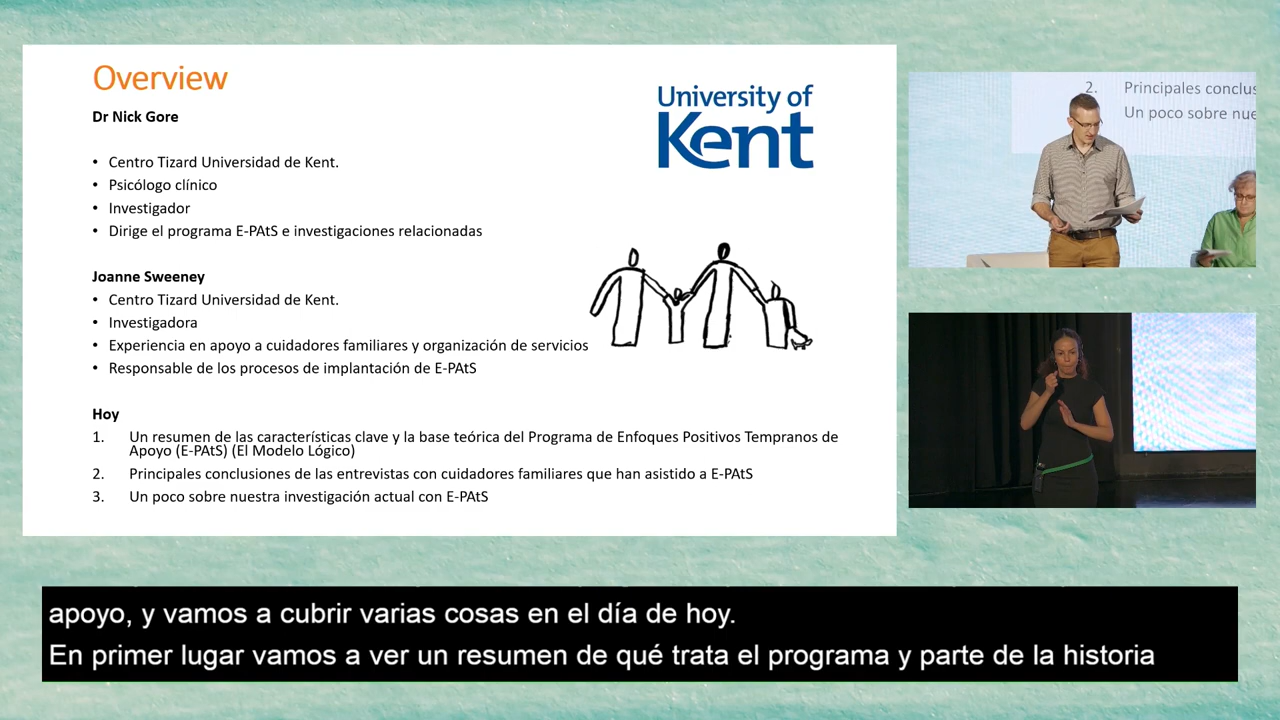 Overview
Dr Nick Gore
• Centro Tizard Universidad de Kent.
• Psicólogo clínico
• Investigador
• Dirige el programa E-PAtS e investigaciones relacionadas
Joanne Sweeney
• Centro Tizard Universidad de Kent.
• Investigadora
• Experiencia en apoyo a cuidadores familiares y organización de servicios
• Responsable de los procesos de implantación de E-PAtS
Hoy
1. Un resumen de las características clave y la base teórica del Programa de Enfoques Positivos Tempranos de
Apoyo (E-PAtS) (El Modelo Lógico)
2. Principales conclusiones de las entrevistas con cuidadores familiares que han asistido a E-PAtS
3. Un poco sobre nuestra investigación actual con E-PAtS
University of
Kent
2. Principales conclus
Un poco sobre nue
apoyo, y vamos a cubrir varias cosas en el día de hoy.
En primer lugar vamos a ver un resumen de qué trata el programa y parte de la historia